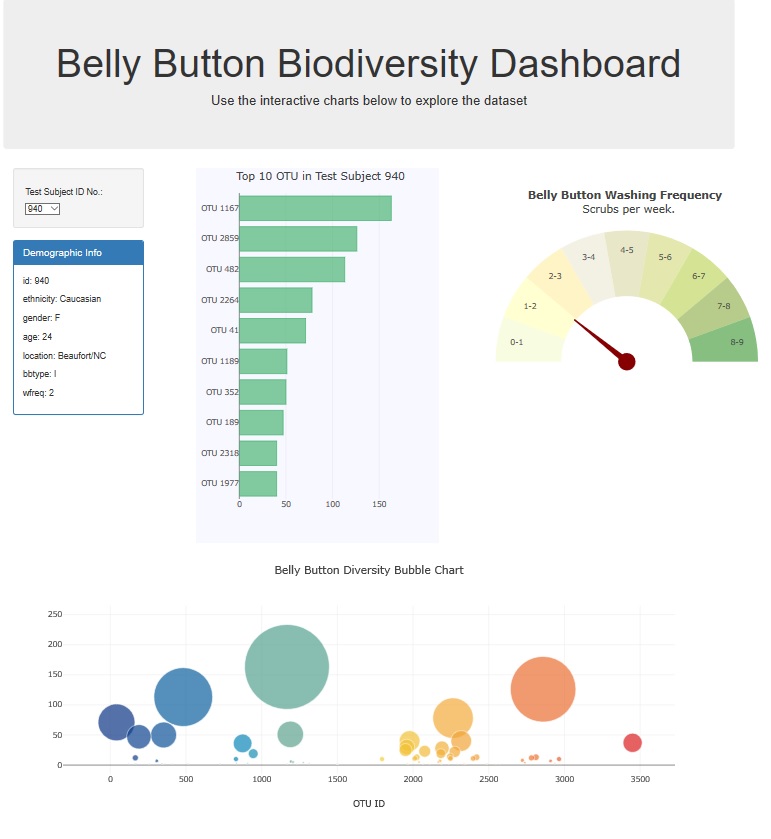 Belly Button Biodiversity Dashboard
Use the interactive charts below to explore the dataset
Test Subject ID No.:
940
Demographic Info
id: 940
ethnicity: Caucasian
gender: F
age: 24
location: Beaufort/NC
bbtype: I
wfreq: 2
Top 10 OTU in Test Subject 940
OTU 1167
OTU 2859
OTU 482
OTU 2264
OTU 41
OTU 1189
OTU 352
OTU 189
OTU 2318
OTU 1977
0 50 100 150
Belly Button Washing Frequency
Scrubs per week.
0-1
1-2
2-3
3-4
4-5
5-6
6-7
7-8
8-9
Belly Button Diversity Bubble Chart
250
200
150
100
50
0
0 500 1000 1500 2000 2500 3000 3500
OTU ID